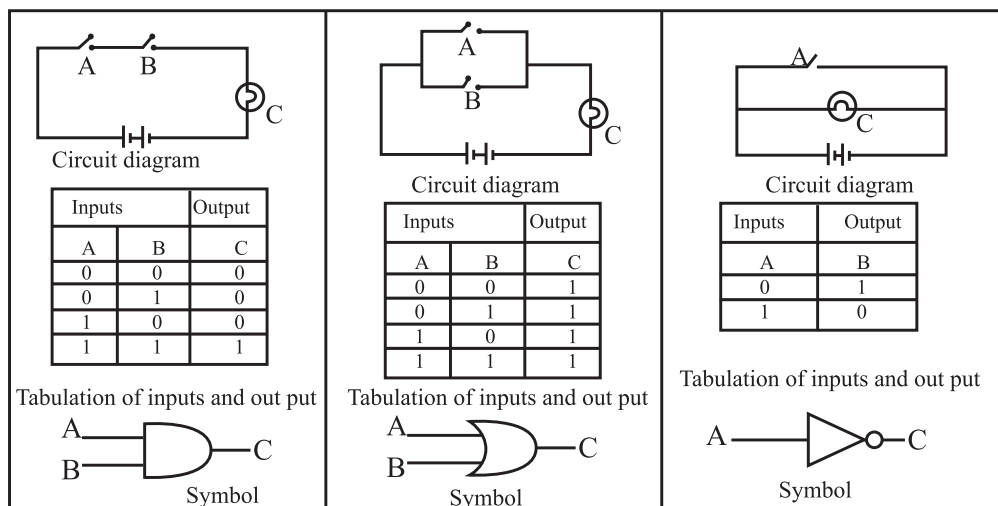 A B
C
Circuit diagram
Inputs Output
A B C
0 0 0
0 1 0
1 0 0
1 1 1
Tabulation of inputs and out put
A
B
C
Symbol
A
B
C
Circuit diagram
Inputs Output
A B C
0 0 1
0 1 1
1 0 1
1 1 1
Tabulation of inputs and out put
A
B
C
Symbol
A
C
Circuit diagram
Inputs Output
A B
0 1
1 0
Tabulation of inputs and out put
A C
Symbol